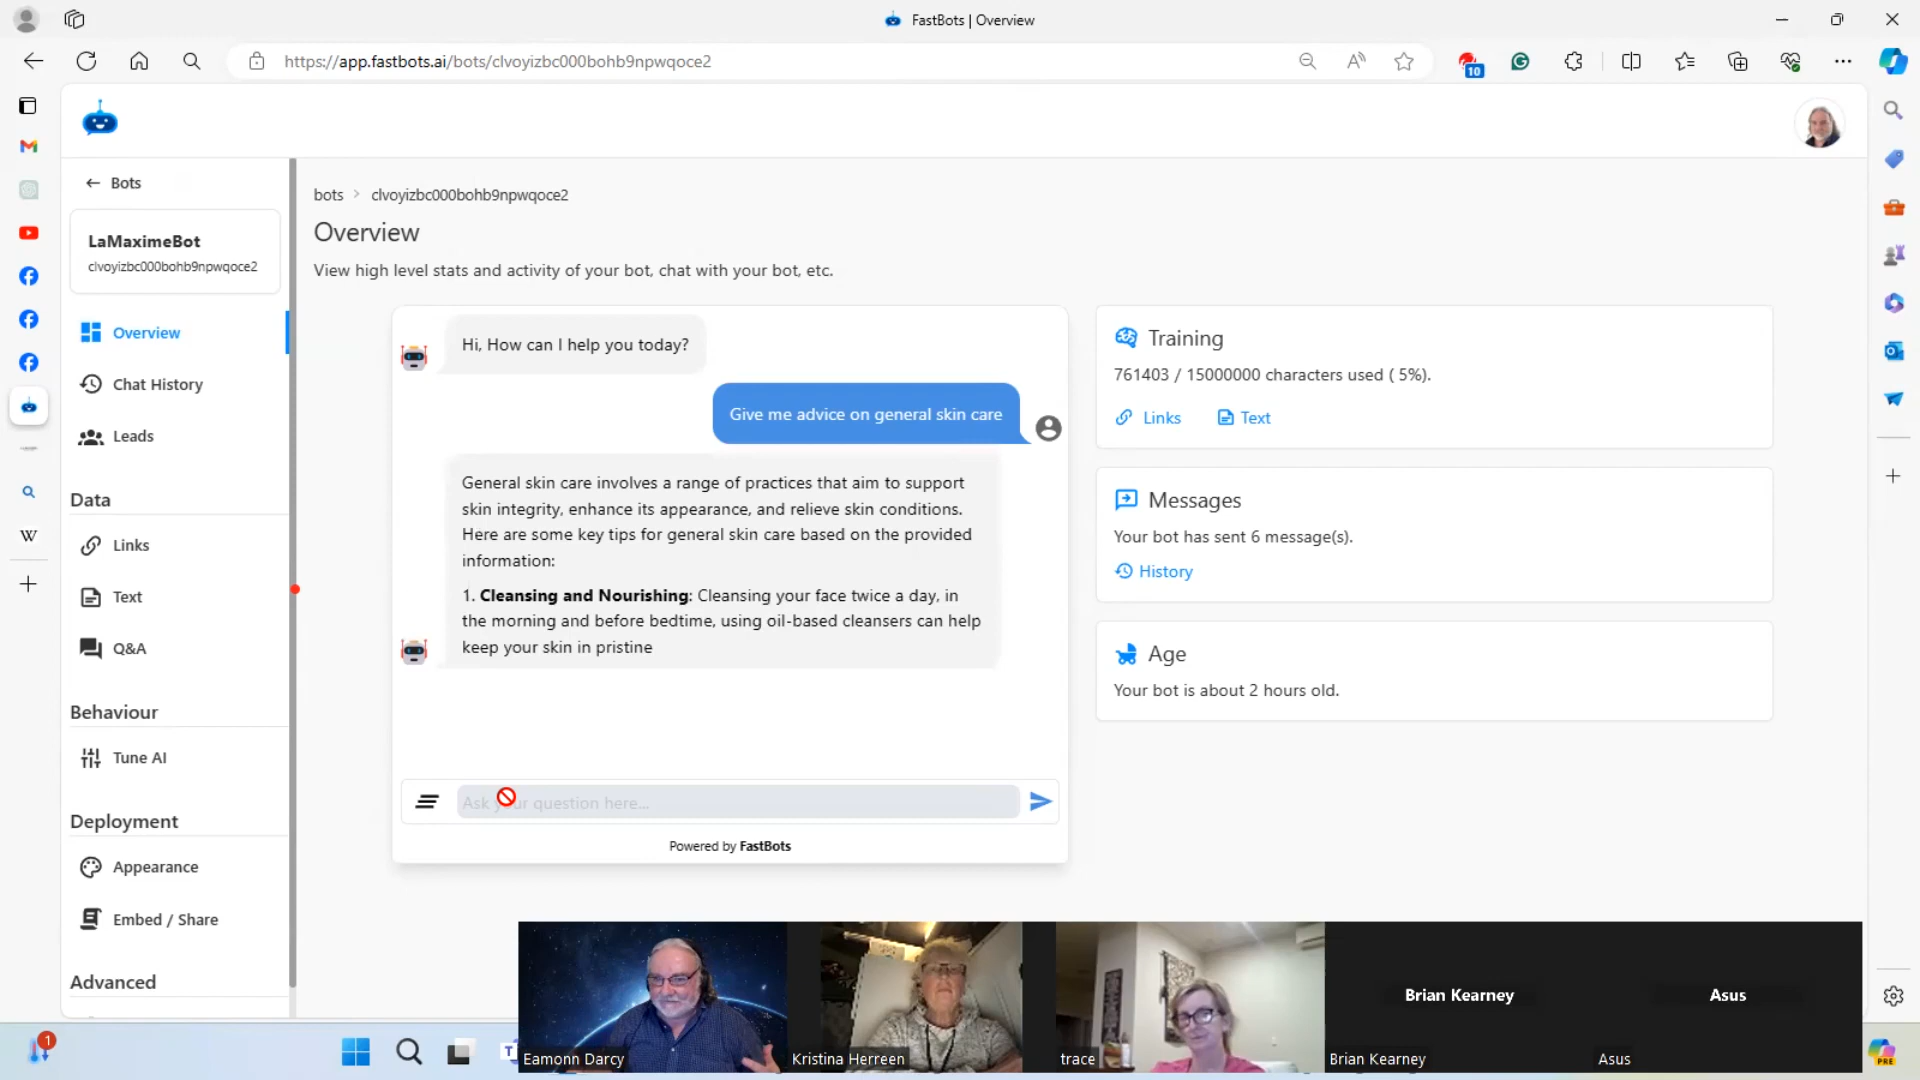 FastBots | Overview
https://app.fastbots.ai/bots/clvoyizbc000bohb9npwqoce2
10
Bots
LaMaximeBot
clvoyizbc000bohb9npwqoce2
Overview
Chat History
Leads
Data
Links
Text
Q&A
Behaviour
Tune AI
Deployment
Appearance
Embed / Share
Advanced
bots > clvoyizbc000bohb9npwqoce2
Overview
View high level stats and activity of your bot, chat with your bot, etc.
Hi, How can I help you today?
Give me advice on general skin care
General skin care involves a range of practices that aim to support
skin integrity, enhance its appearance, and relieve skin conditions.
Here are some key tips for general skin care based on the provided
information:
1. Cleansing and Nourishing: Cleansing your face twice a day, in
the morning and before bedtime, using oil-based cleansers can help
keep your skin in pristine
Ask your question here...
Powered by FastBots
Training
761403 / 15000000 characters used ( 5%).
Links
Text
Messages
Your bot has sent 6 message(s).
History
Age
Your bot is about 2 hours old.
Brian Kearney
Asus
Eamonn Darcy
Kristina Herreen
trace
Brian Kearney
Asus
1
PRE